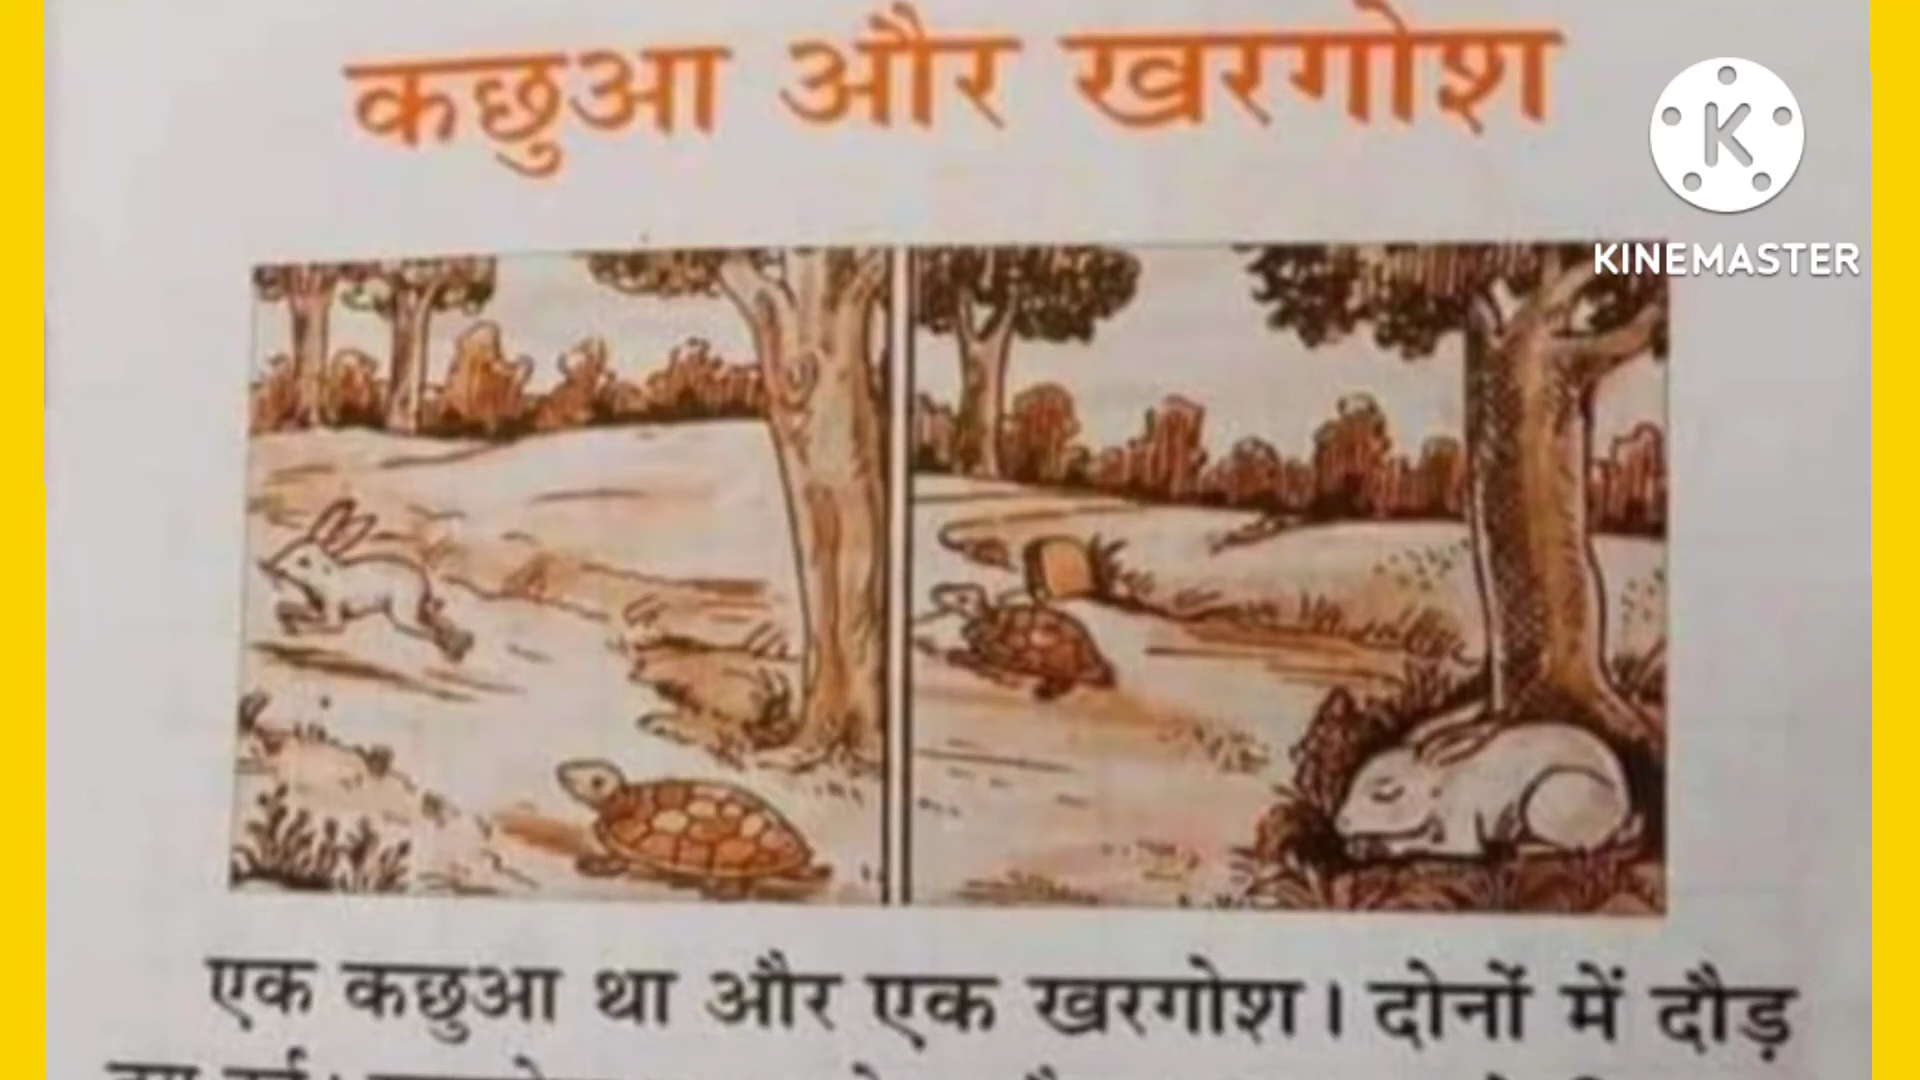 कछुआ और खरगोश
KINEMASTER
एक कछुआ था और एक खरगोश। दोनों में दौड़